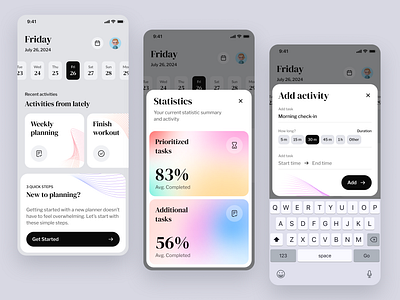 9:41
Friday
July 26, 2024
Tue
Wed
Thu
Fri
Sat
Sun
23
24
25
26
27
28
Recent activities
Activities from lately
Weekly
planning
Finish
workout
3 QUICK STEPS
New to planning?
Getting started with a new planner doesn't
have to feel overwhelming. Let's start with
these simple steps.
Get Started
9:41
Friday
July 26, 2024
Statistics
Your current statistic summary
and activity
Prioritized
tasks
83%
Avg. Completed
Additional
tasks
56%
Avg. Completed
9:41
Friday
July 26, 2024
Add activity
Add task
Morning check-in
How long?
Duration
5 m
15 m
30 m
45 m
1 h
Other
Add task
Start time → End time
Add
Q W E R T Y U I O P
A S D F G H J K L
Z X C V B N M
123
space
Go